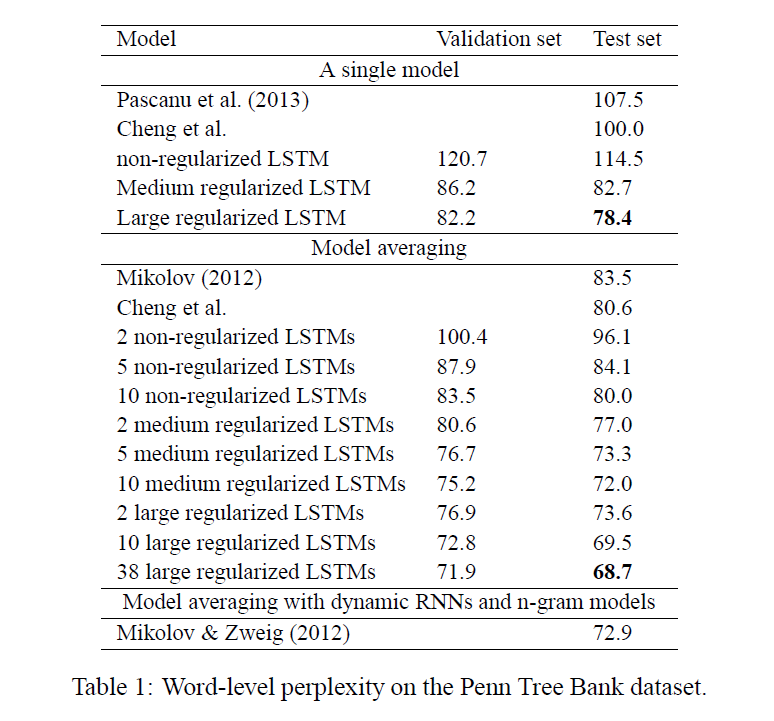 Model Validation set Test set
A single model
Pascanu et al. (2013) 107.5
Cheng et al. 100.0
non-regularized LSTM 120.7 114.5
Medium regularized LSTM 86.2 82.7
Large regularized LSTM 82.2 78.4
Model averaging
Mikolov (2012) 83.5
Cheng et al. 80.6
2 non-regularized LSTMs 100.4 96.1
5 non-regularized LSTMs 87.9 84.1
10 non-regularized LSTMs 83.5 80.0
2 medium regularized LSTMs 80.6 77.0
5 medium regularized LSTMs 76.7 73.3
10 medium regularized LSTMs 75.2 72.0
2 large regularized LSTMs 76.9 73.6
10 large regularized LSTMs 72.8 69.5
38 large regularized LSTMs 71.9 68.7
Model averaging with dynamic RNNs and n-gram models
Mikolov & Zweig (2012) 72.9
Table 1: Word-level perplexity on the Penn Tree Bank dataset.